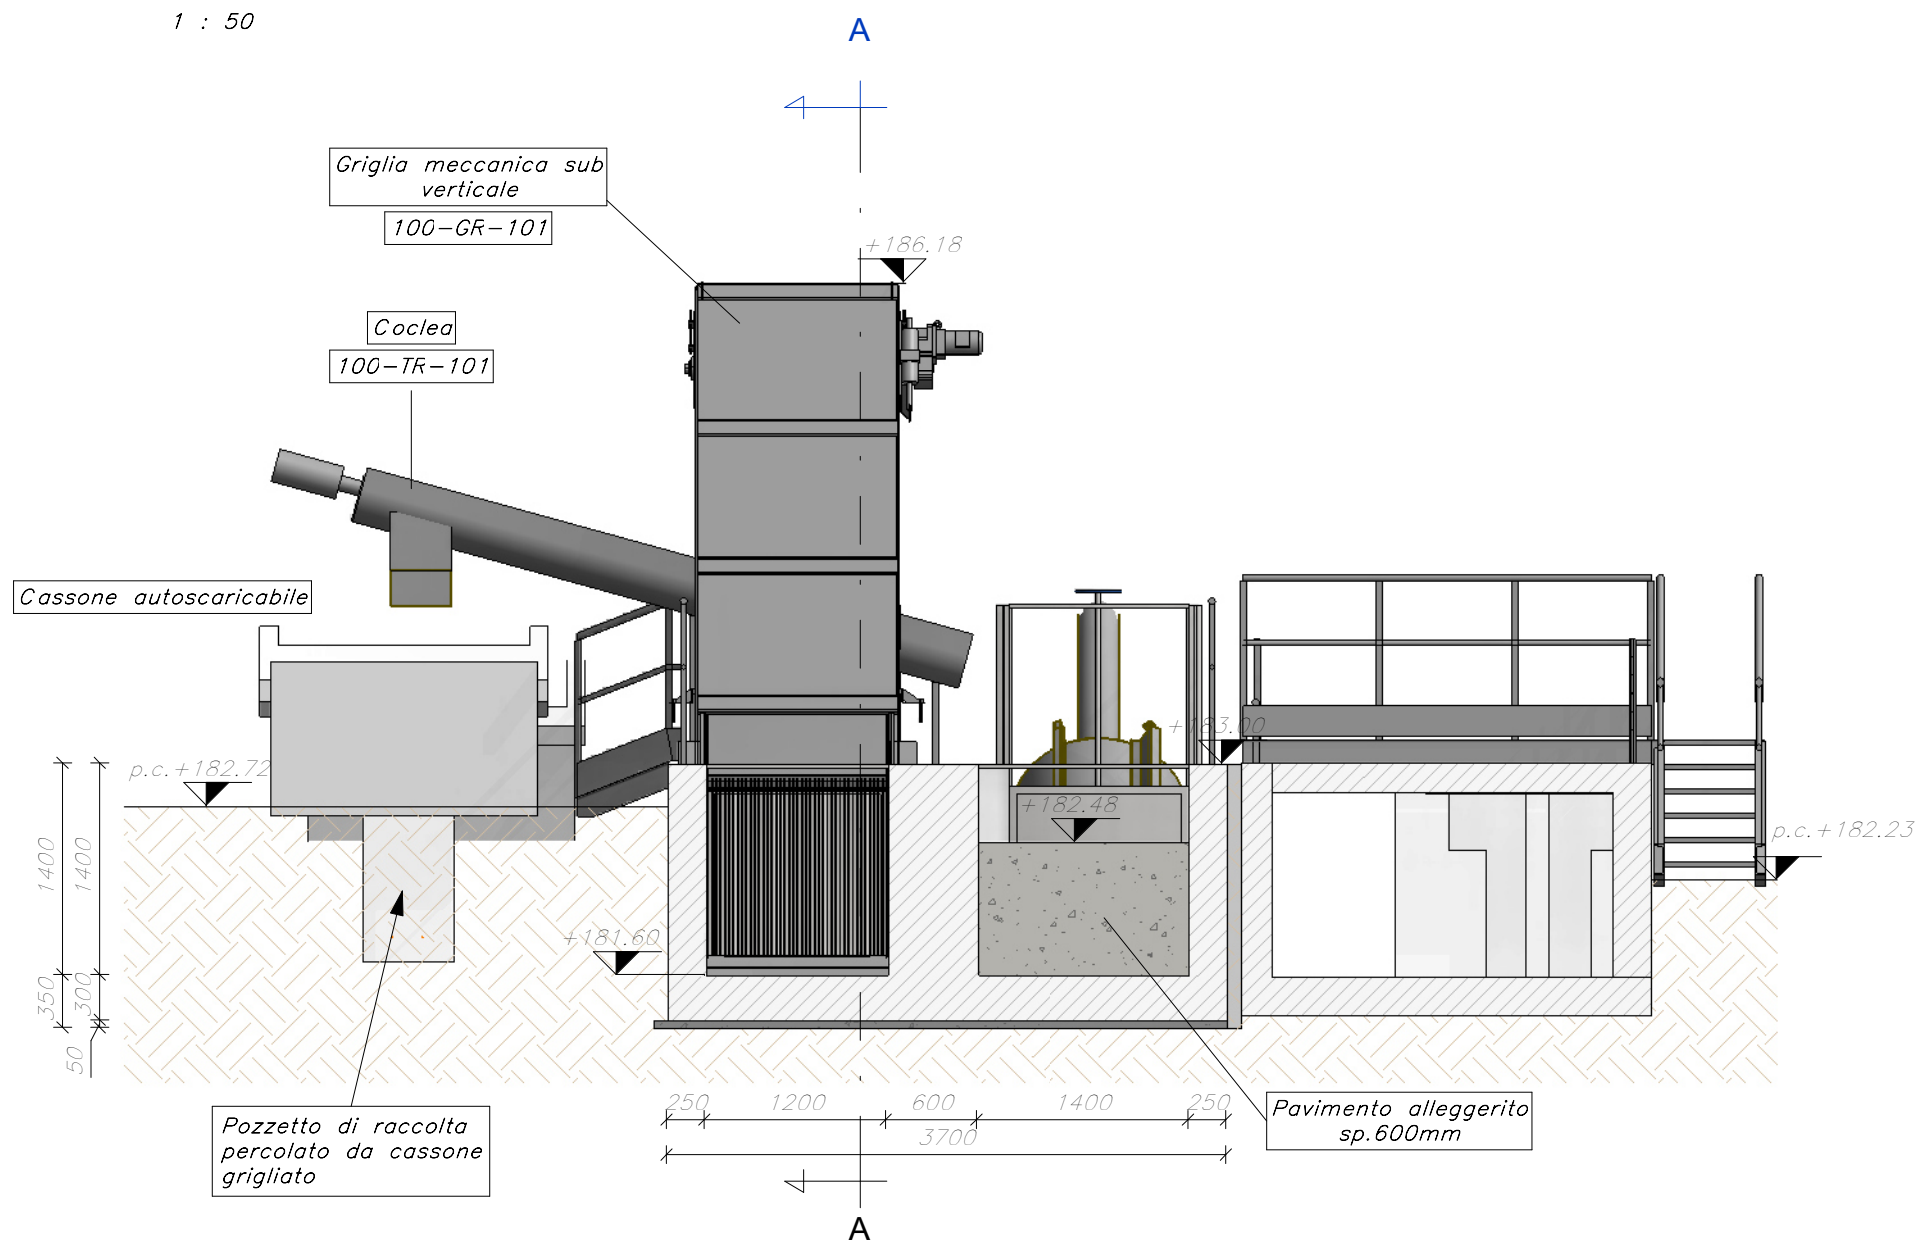 1 : 50
A
Griglia meccanica sub
verticale
100-GR-101
+186.18
Coclea
100-TR-101
Cassone autoscaricabile
p.c.+182.72
+183.00
+182.48
p.c.+182.23
+181.60
1400
1400
350
300
50
250
1200
600
1400
250
3700
Pozzetto di raccolta
percolato da cassone
grigliato
Pavimento alleggerito
sp.600mm
A